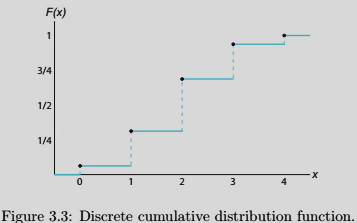 F(x)
1
3/4
1/2
1/4
0 1 2 3 4 x
Figure 3.3: Discrete cumulative distribution function.